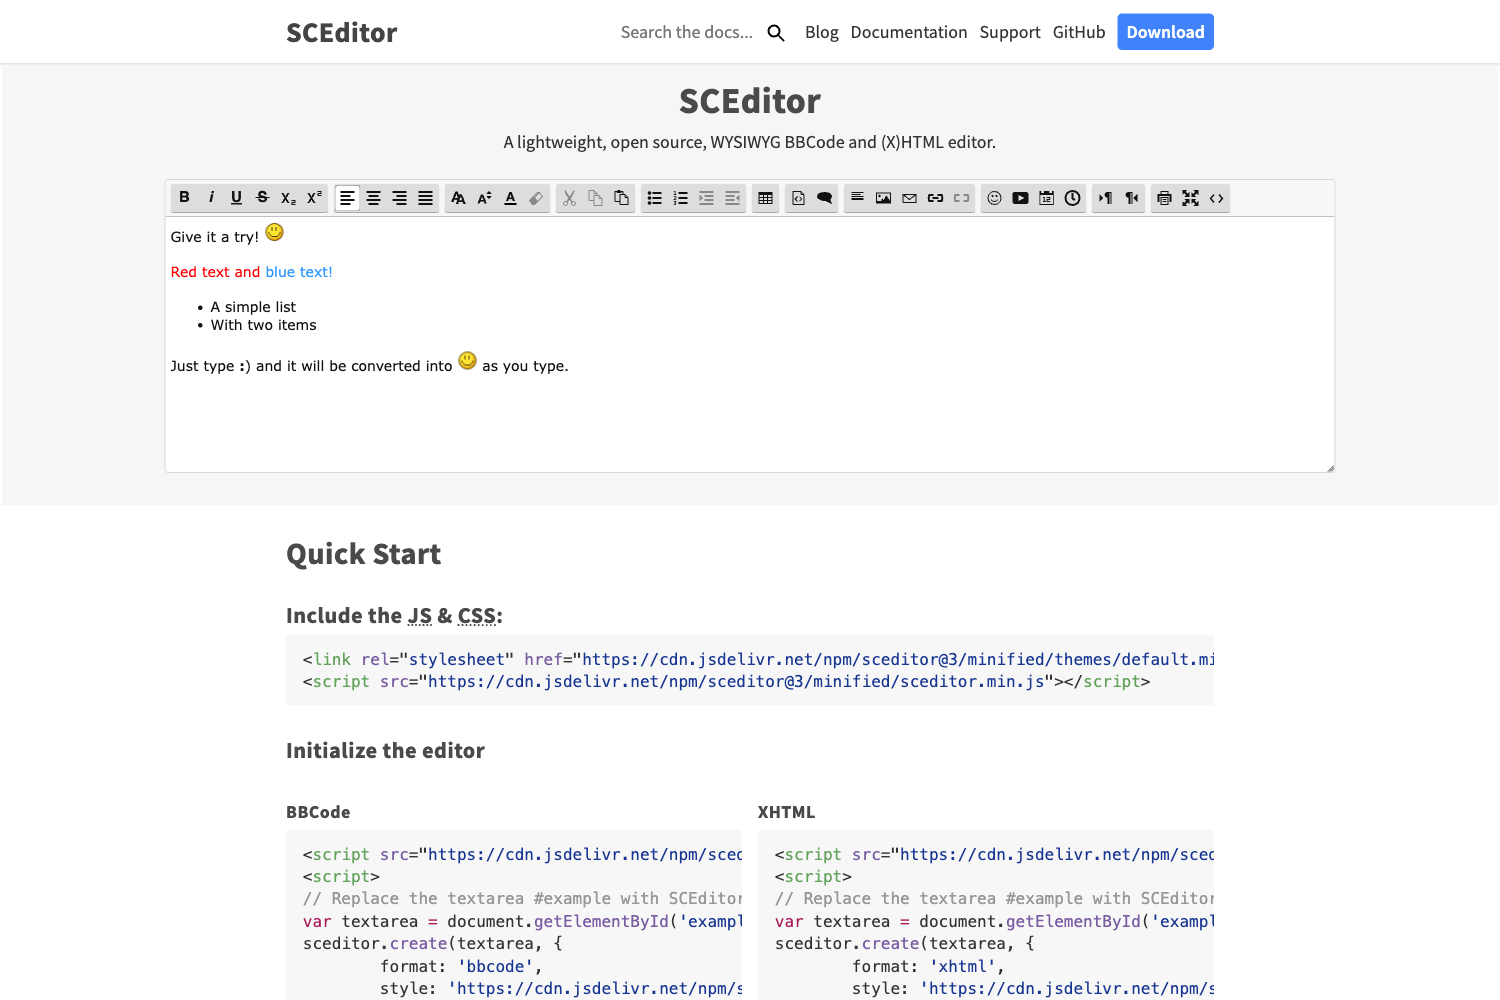 SCEditor
Search the docs...
Blog
Documentation
Support
GitHub
Download
SCEditor
A lightweight, open source, WYSIWYG BBCode and (X)HTML editor.
Give it a try!
Red text and blue text!
• A simple list
• With two items
Just type :) and it will be converted into as you type.
Quick Start
Include the JS & CSS:
<link rel="stylesheet" href="https://cdn.jsdelivr.net/npm/sceditor@3/minified/themes/default.mi
<script src="https://cdn.jsdelivr.net/npm/sceditor@3/minified/sceditor.min.js"></script>
Initialize the editor
BBCode
<script src="https://cdn.jsdelivr.net/npm/sced
<script>
// Replace the textarea #example with SCEditor
var textarea = document.getElementById('exampl
sceditor.create(textarea, {
format: 'bbcode',
style: 'https://cdn.jsdelivr.net/npm/s
XHTML
<script src="https://cdn.jsdelivr.net/npm/sced
<script>
// Replace the textarea #example with SCEditor
var textarea = document.getElementById('exampl
sceditor.create(textarea, {
format: 'xhtml',
style: 'https://cdn.jsdelivr.net/npm/s